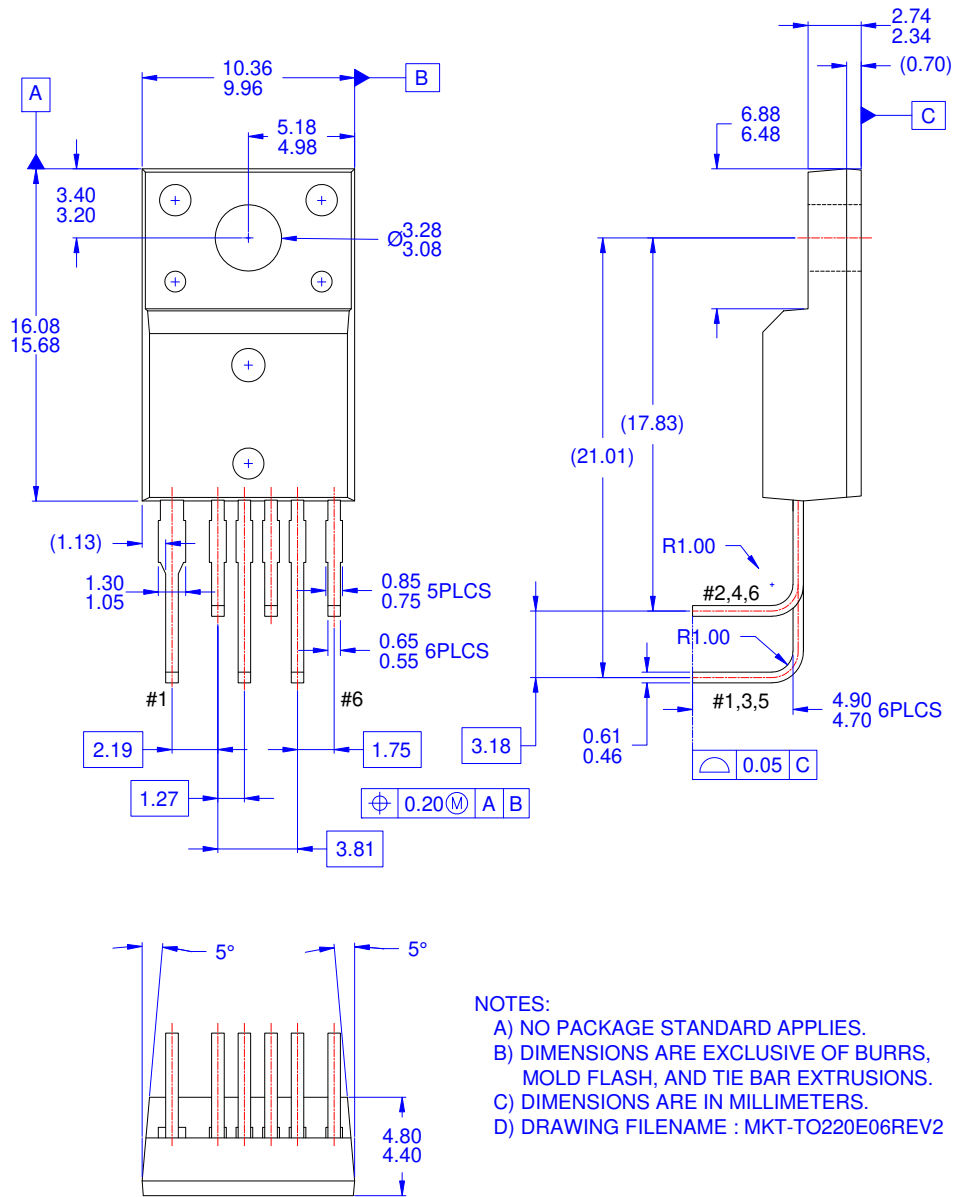 2.74
2.34
(0.70)
10.36
9.96
B
A
5.18
4.98
6.88
6.48
C
3.40
3.20
Ø3.28
3.08
16.08
15.68
(17.83)
(21.01)
(1.13)
R1.00
1.30
1.05
0.85
0.75 5PLCS
#2,4,6
0.65
0.55 6PLCS
R1.00
#1
#6
#1,3,5
4.90
4.70 6PLCS
2.19
1.75
3.18
0.61
0.46
⌓ 0.05 C
1.27
⌖ 0.20Ⓜ A B
3.81
5°
5°
4.80
4.40
NOTES:
A) NO PACKAGE STANDARD APPLIES.
B) DIMENSIONS ARE EXCLUSIVE OF BURRS,
MOLD FLASH, AND TIE BAR EXTRUSIONS.
C) DIMENSIONS ARE IN MILLIMETERS.
D) DRAWING FILENAME : MKT-TO220E06REV2